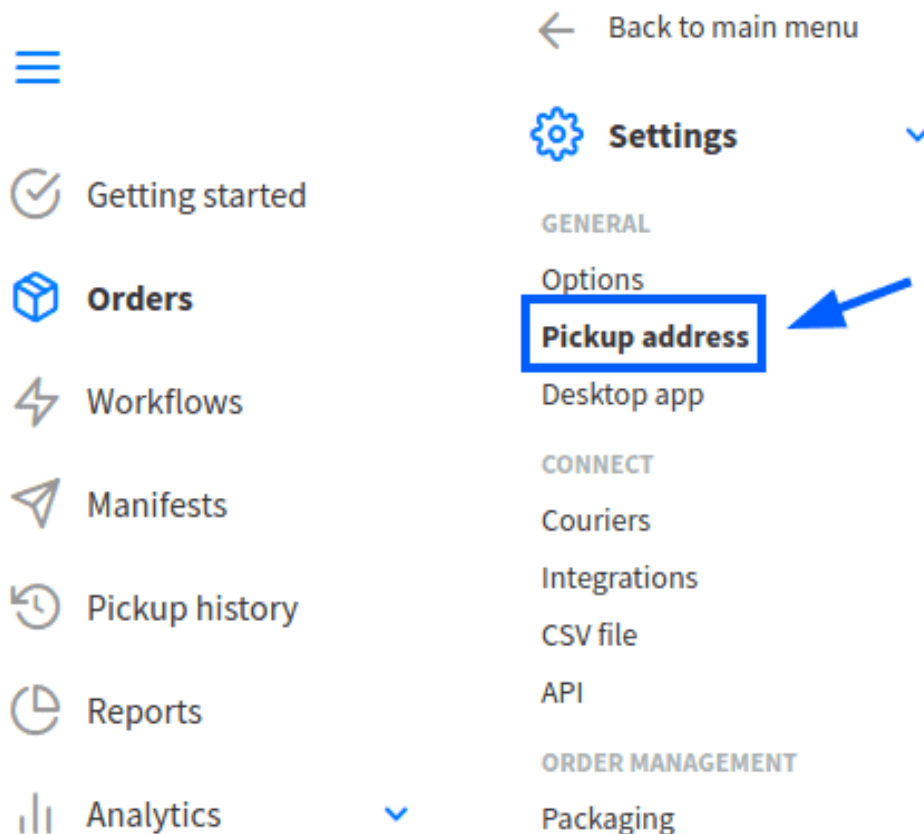 Getting started
Orders
Workflows
Manifests
Pickup history
Reports
Analytics
Back to main menu
Settings
GENERAL
Options
Pickup address
Desktop app
CONNECT
Couriers
Integrations
CSV file
API
ORDER MANAGEMENT
Packaging